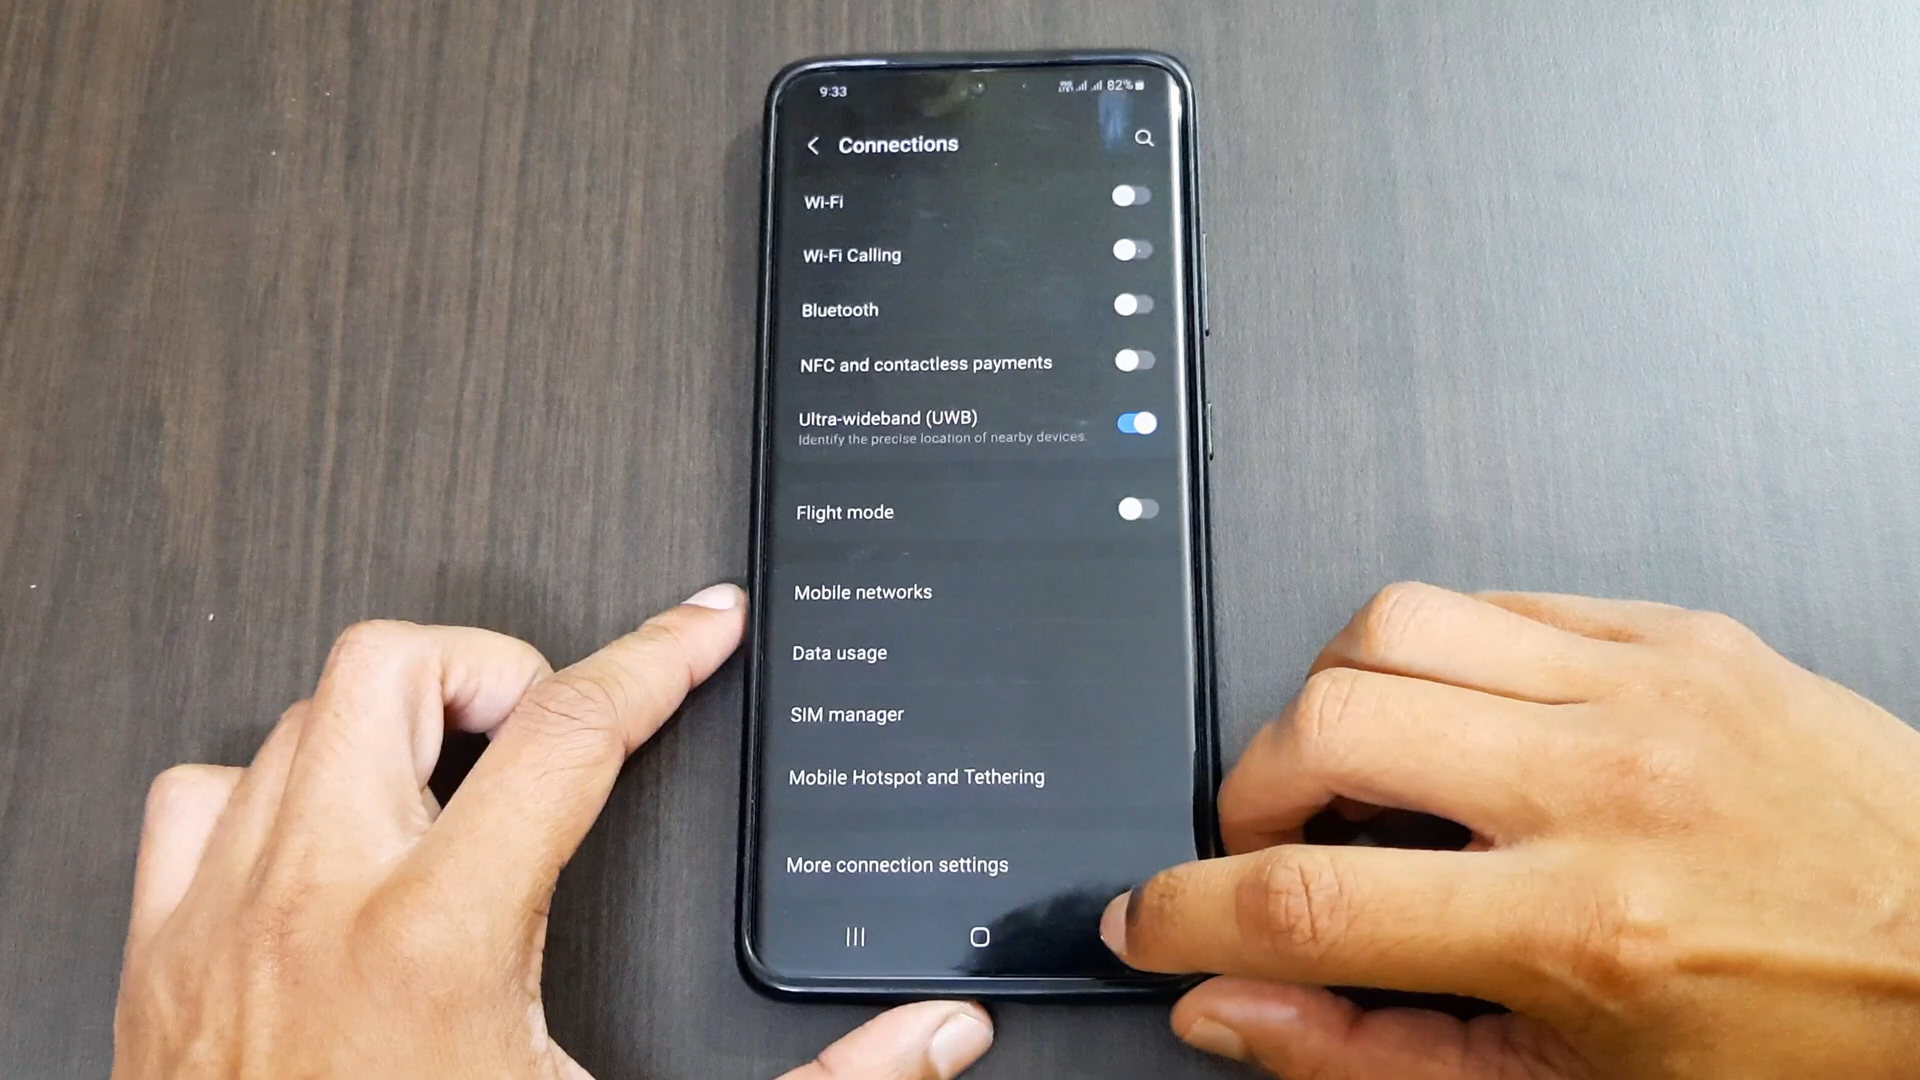 9:33
82%
Connections
Wi-Fi
Wi-Fi Calling
Bluetooth
NFC and contactless payments
Ultra-wideband (UWB)
Identify the precise location of nearby devices.
Flight mode
Mobile networks
Data usage
SIM manager
Mobile Hotspot and Tethering
More connection settings